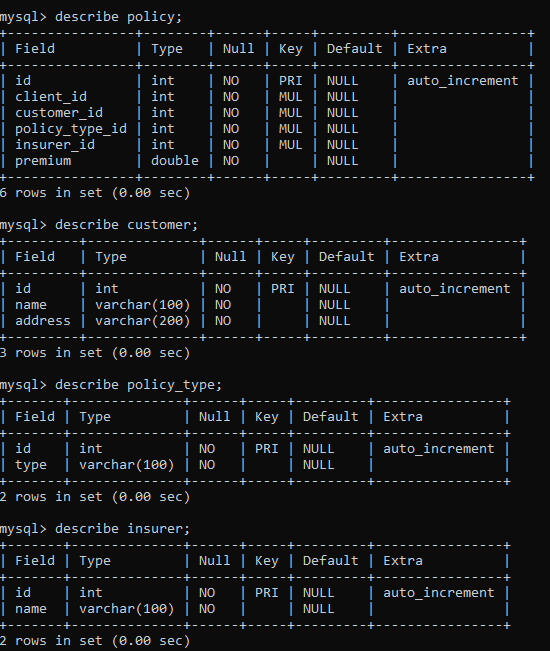 mysql> describe policy;
+----------------+--------+------+-----+---------+----------------+
| Field          | Type   | Null | Key | Default | Extra          |
+----------------+--------+------+-----+---------+----------------+
| id             | int    | NO   | PRI | NULL    | auto_increment |
| client_id      | int    | NO   | MUL | NULL    |                |
| customer_id    | int    | NO   | MUL | NULL    |                |
| policy_type_id | int    | NO   | MUL | NULL    |                |
| insurer_id     | int    | NO   | MUL | NULL    |                |
| premium        | double | NO   |     | NULL    |                |
+----------------+--------+------+-----+---------+----------------+
6 rows in set (0.00 sec)

mysql> describe customer;
+---------+--------------+------+-----+---------+----------------+
| Field   | Type         | Null | Key | Default | Extra          |
+---------+--------------+------+-----+---------+----------------+
| id      | int          | NO   | PRI | NULL    | auto_increment |
| name    | varchar(100) | NO   |     | NULL    |                |
| address | varchar(200) | NO   |     | NULL    |                |
+---------+--------------+------+-----+---------+----------------+
3 rows in set (0.00 sec)

mysql> describe policy_type;
+-------+--------------+------+-----+---------+----------------+
| Field | Type         | Null | Key | Default | Extra          |
+-------+--------------+------+-----+---------+----------------+
| id    | int          | NO   | PRI | NULL    | auto_increment |
| type  | varchar(100) | NO   |     | NULL    |                |
+-------+--------------+------+-----+---------+----------------+
2 rows in set (0.00 sec)

mysql> describe insurer;
+-------+--------------+------+-----+---------+----------------+
| Field | Type         | Null | Key | Default | Extra          |
+-------+--------------+------+-----+---------+----------------+
| id    | int          | NO   | PRI | NULL    | auto_increment |
| name  | varchar(100) | NO   |     | NULL    |                |
+-------+--------------+------+-----+---------+----------------+
2 rows in set (0.00 sec)